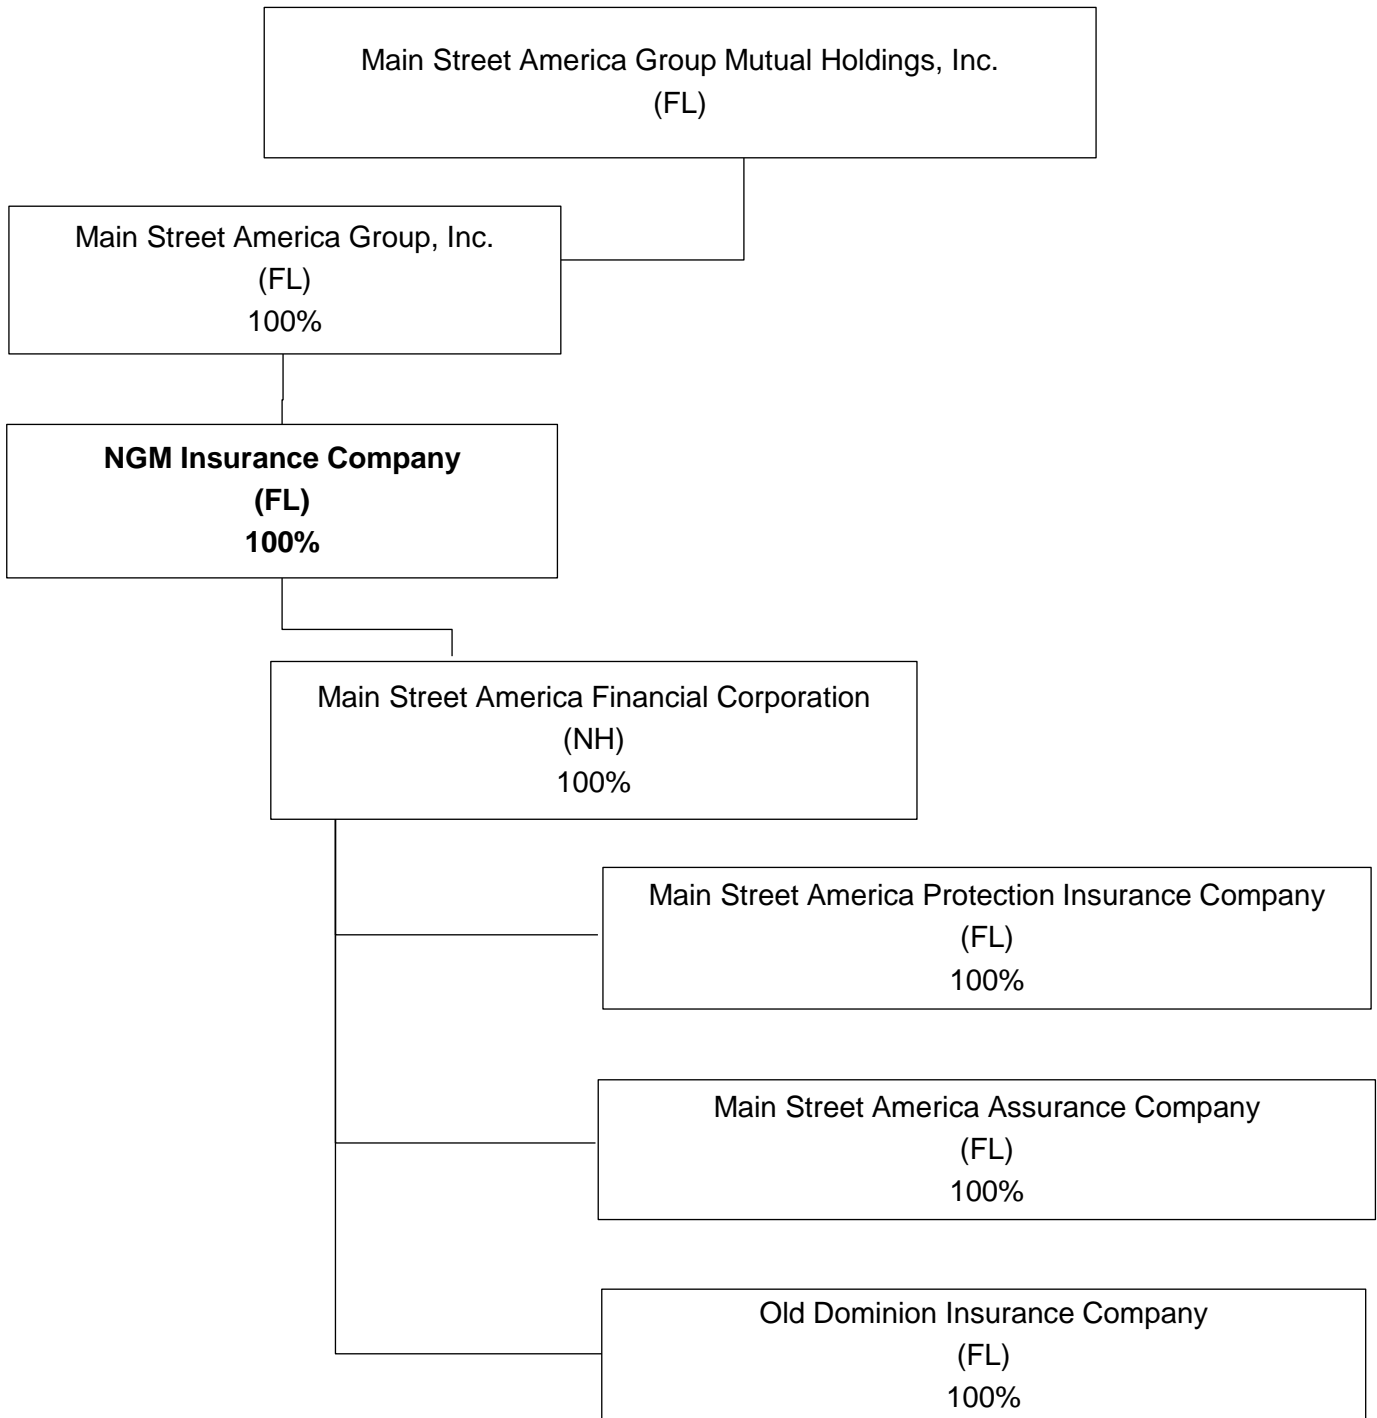 Main Street America Group Mutual Holdings, Inc.
(FL)
Main Street America Group, Inc.
(FL)
100%
NGM Insurance Company
(FL)
100%
Main Street America Financial Corporation
(NH)
100%
Main Street America Protection Insurance Company
(FL)
100%
Main Street America Assurance Company
(FL)
100%
Old Dominion Insurance Company
(FL)
100%